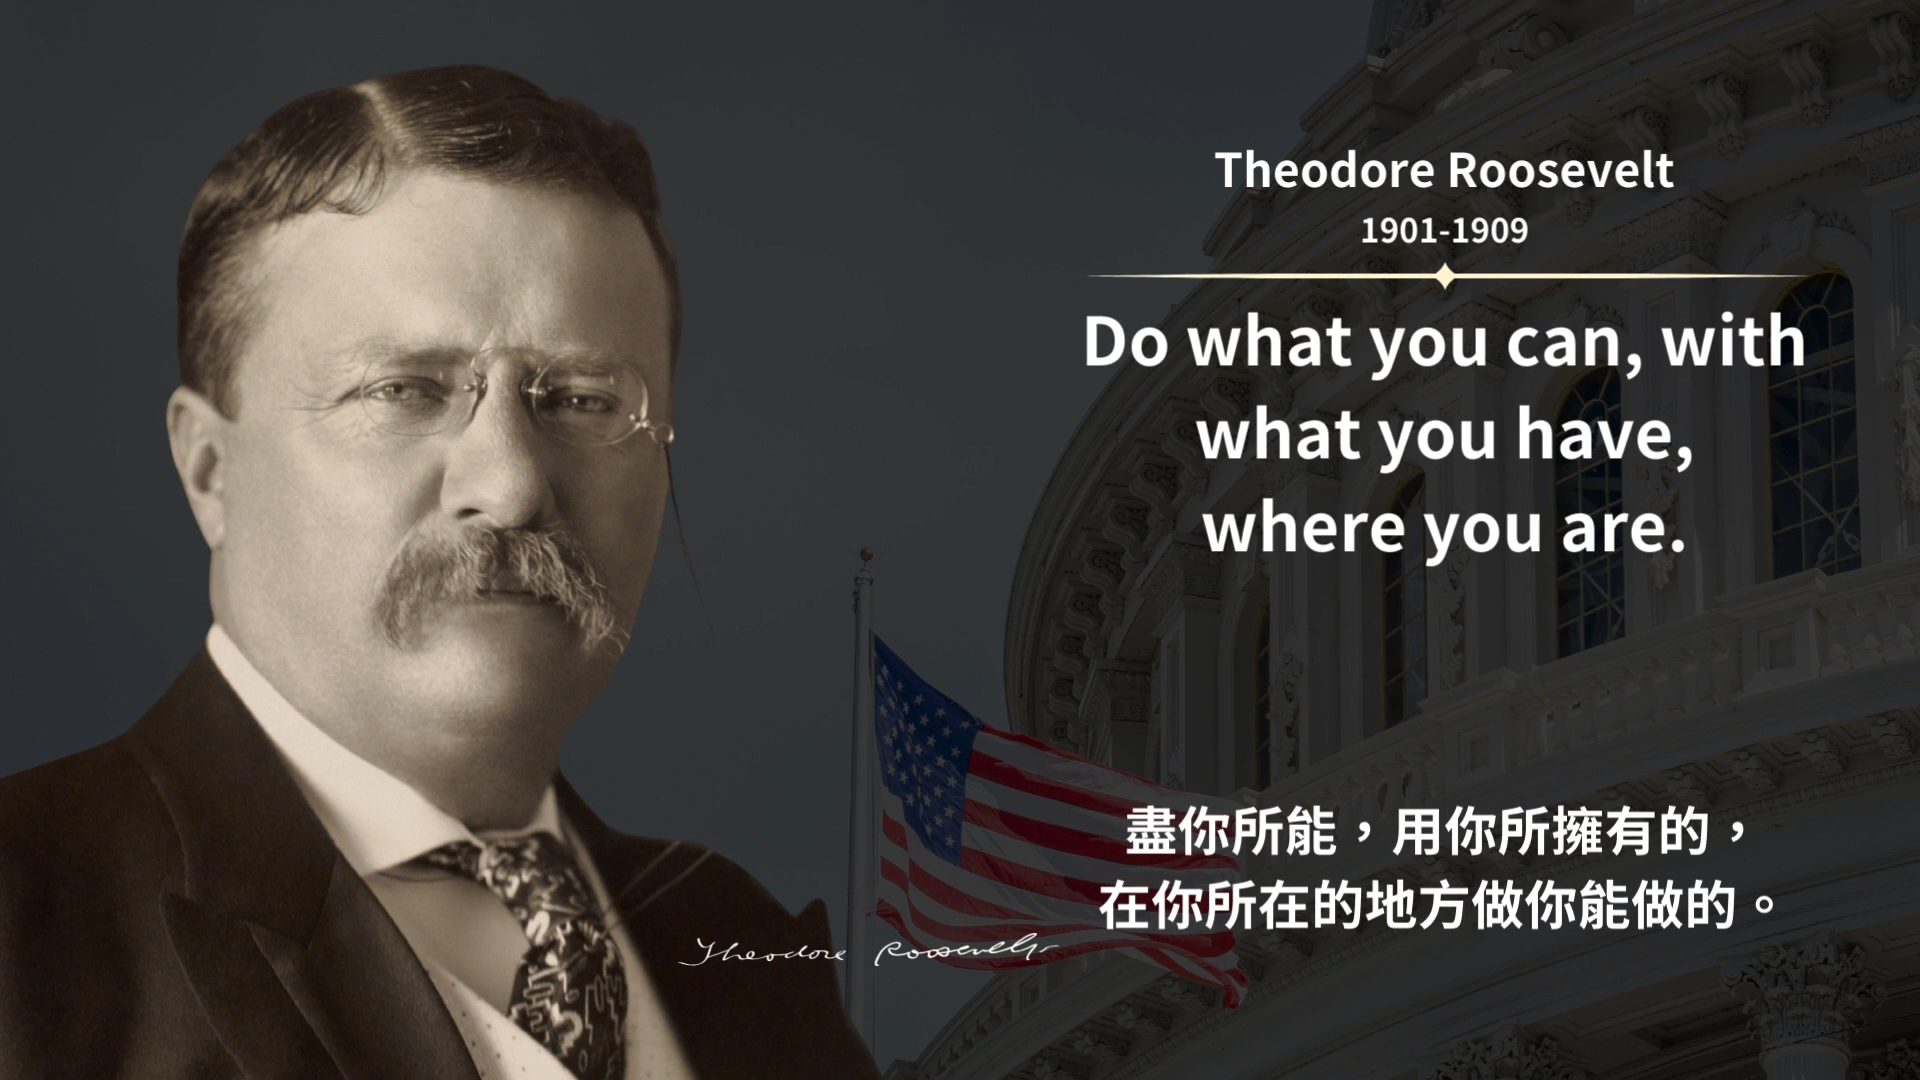 Theodore Roosevelt
1901-1909
Do what you can, with
what you have,
where you are.
盡你所能，用你所擁有的，
在你所在的地方做你能做的。
Theodore Roosevelt